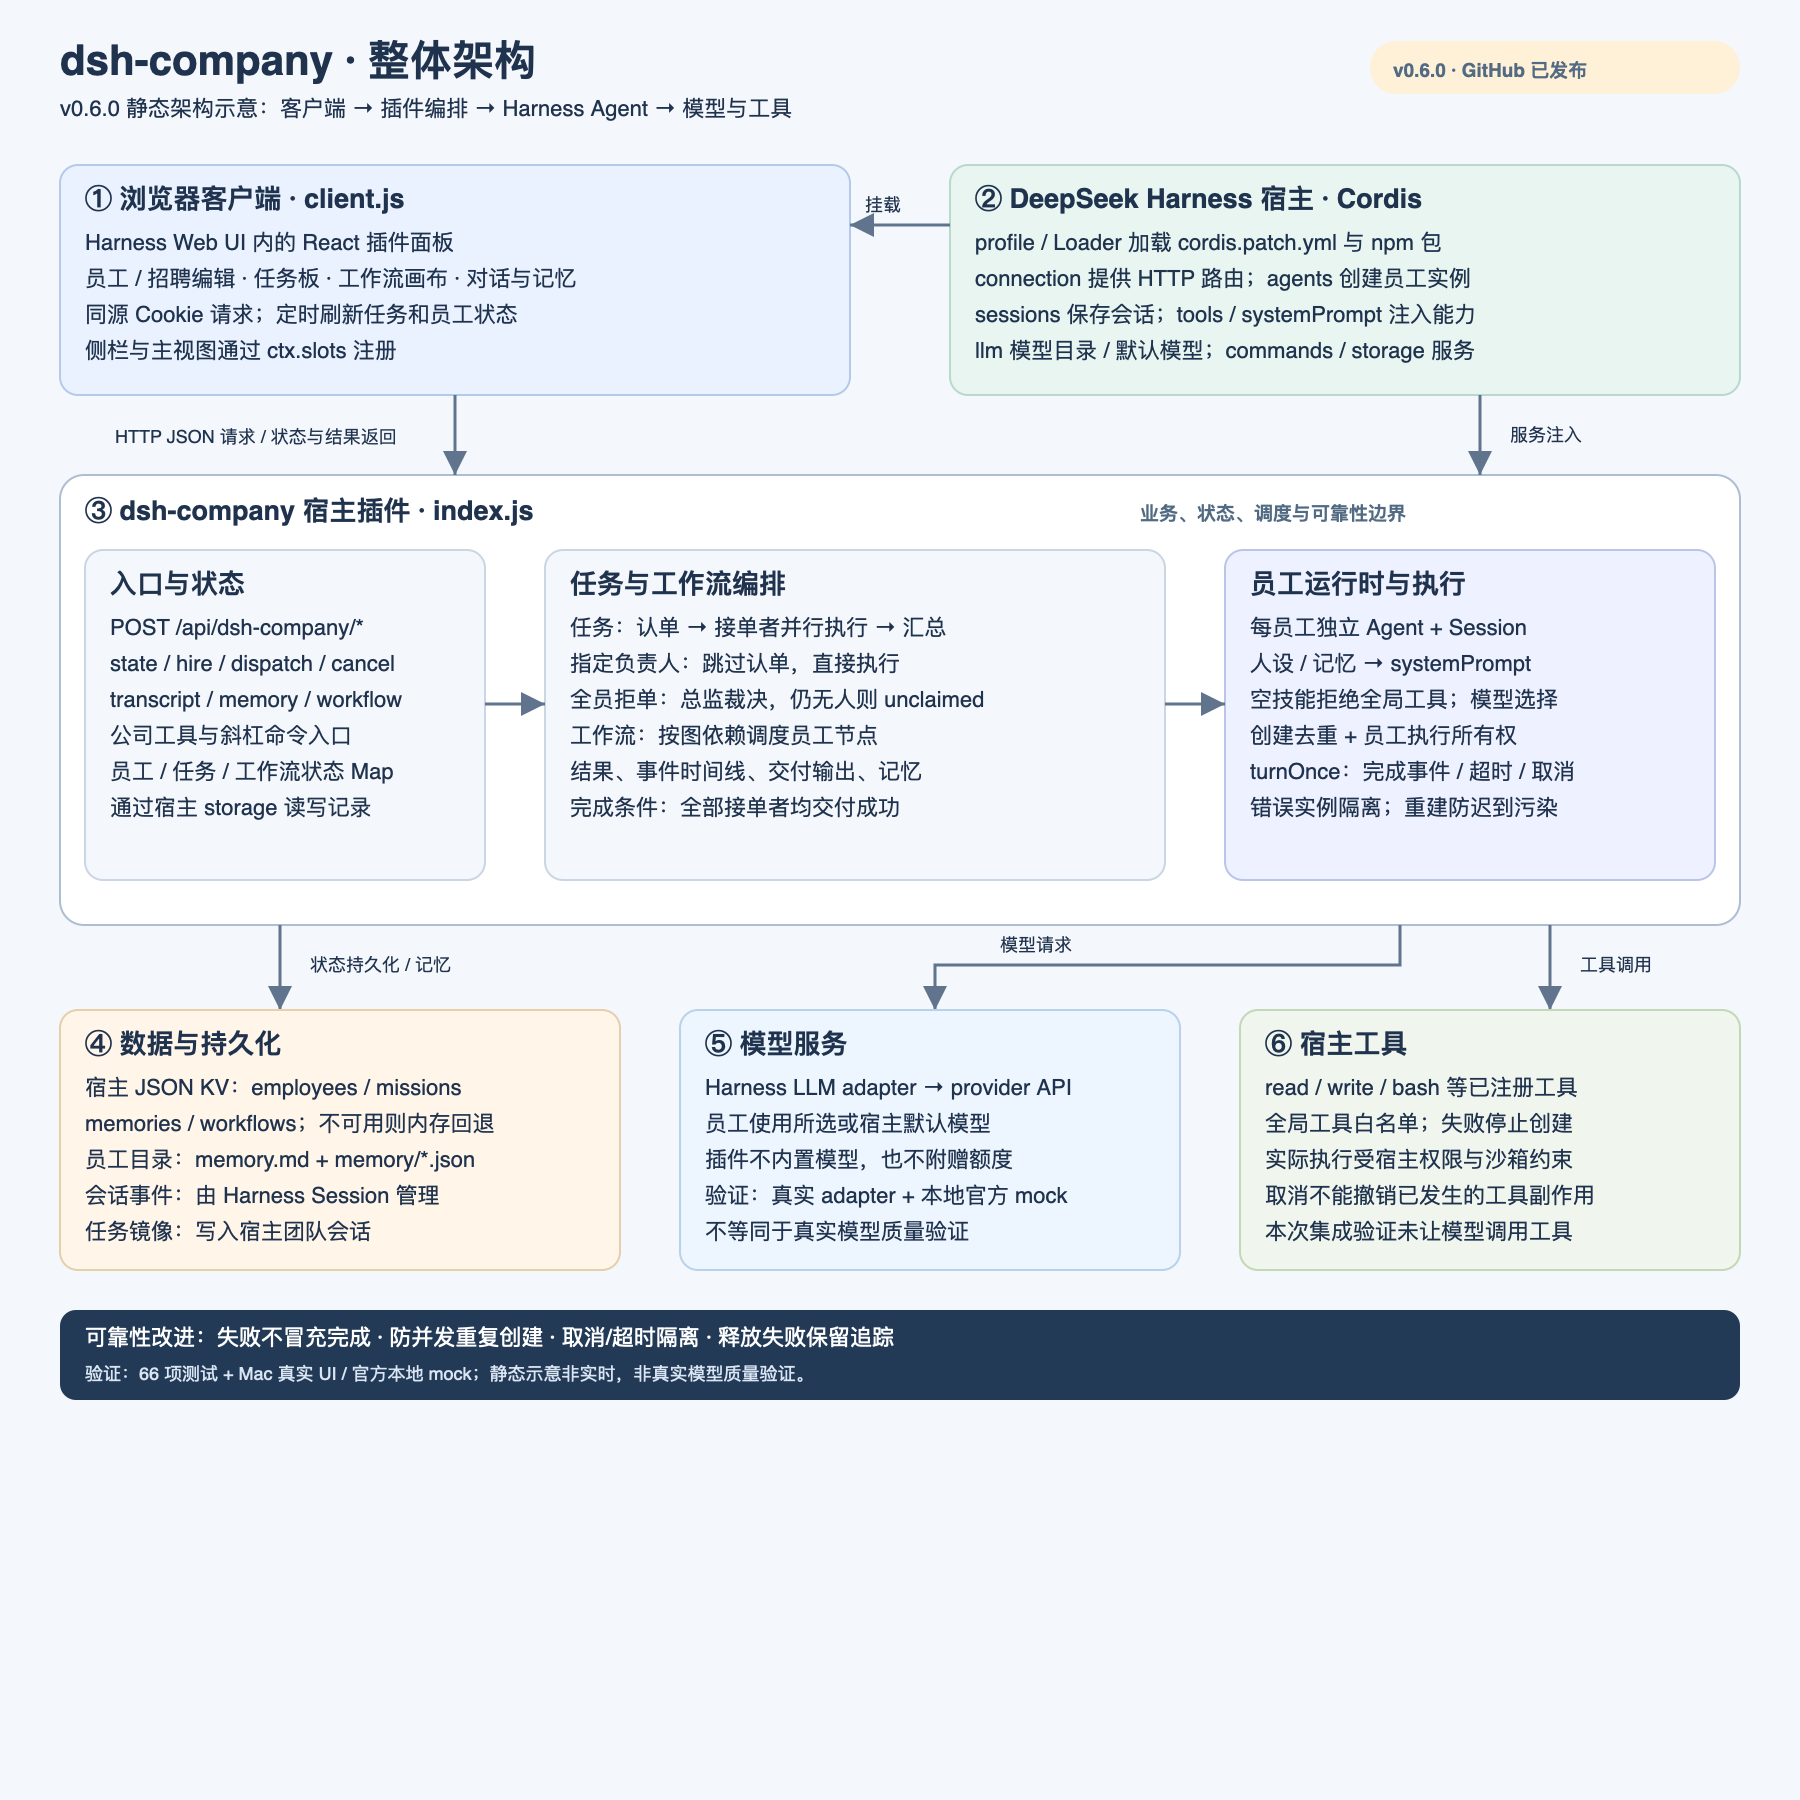 dsh-company · 整体架构
v0.6.0 · GitHub 已发布
v0.6.0 静态架构示意：客户端 → 插件编排 → Harness Agent → 模型与工具
① 浏览器客户端 · client.js
Harness Web UI 内的 React 插件面板
员工 / 招聘编辑 · 任务板 · 工作流画布 · 对话与记忆
同源 Cookie 请求；定时刷新任务和员工状态
侧栏与主视图通过 ctx.slots 注册
挂载
② DeepSeek Harness 宿主 · Cordis
profile / Loader 加载 cordis.patch.yml 与 npm 包
connection 提供 HTTP 路由；agents 创建员工实例
sessions 保存会话；tools / systemPrompt 注入能力
llm 模型目录 / 默认模型；commands / storage 服务
HTTP JSON 请求 / 状态与结果返回
服务注入
③ dsh-company 宿主插件 · index.js
业务、状态、调度与可靠性边界
入口与状态
POST /api/dsh-company/*
state / hire / dispatch / cancel
transcript / memory / workflow
公司工具与斜杠命令入口
员工 / 任务 / 工作流状态 Map
通过宿主 storage 读写记录
任务与工作流编排
任务：认单 → 接单者并行执行 → 汇总
指定负责人：跳过认单，直接执行
全员拒单：总监裁决，仍无人则 unclaimed
工作流：按图依赖调度员工节点
结果、事件时间线、交付输出、记忆
完成条件：全部接单者均交付成功
员工运行时与执行
每员工独立 Agent + Session
人设 / 记忆 → systemPrompt
空技能拒绝全局工具；模型选择
创建去重 + 员工执行所有权
turnOnce：完成事件 / 超时 / 取消
错误实例隔离；重建防迟到污染
状态持久化 / 记忆
模型请求
工具调用
④ 数据与持久化
宿主 JSON KV：employees / missions
memories / workflows；不可用则内存回退
员工目录：memory.md + memory/*.json
会话事件：由 Harness Session 管理
任务镜像：写入宿主团队会话
⑤ 模型服务
Harness LLM adapter → provider API
员工使用所选或宿主默认模型
插件不内置模型，也不附赠额度
验证：真实 adapter + 本地官方 mock
不等同于真实模型质量验证
⑥ 宿主工具
read / write / bash 等已注册工具
全局工具白名单；失败停止创建
实际执行受宿主权限与沙箱约束
取消不能撤销已发生的工具副作用
本次集成验证未让模型调用工具
可靠性改进：失败不冒充完成 · 防并发重复创建 · 取消/超时隔离 · 释放失败保留追踪
验证：66 项测试 + Mac 真实 UI / 官方本地 mock；静态示意非实时，非真实模型质量验证。